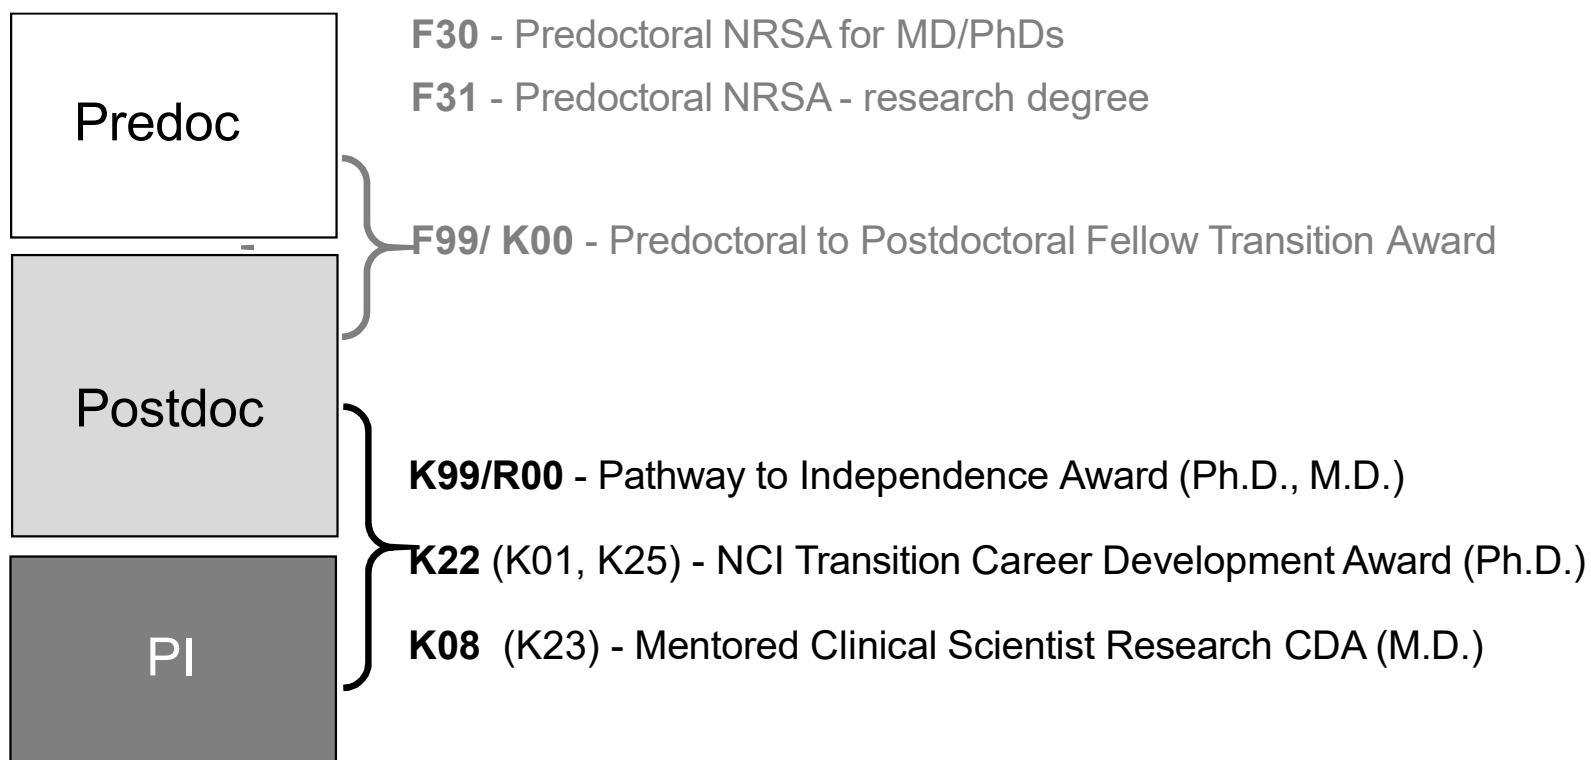 F30 - Predoctoral NRSA for MD/PhDs
F31 - Predoctoral NRSA - research degree
Predoc
F99/ K00 - Predoctoral to Postdoctoral Fellow Transition Award
Postdoc
K99/R00 - Pathway to Independence Award (Ph.D., M.D.)
K22 (K01, K25) - NCI Transition Career Development Award (Ph.D.)
K08 (K23) - Mentored Clinical Scientist Research CDA (M.D.)
PI